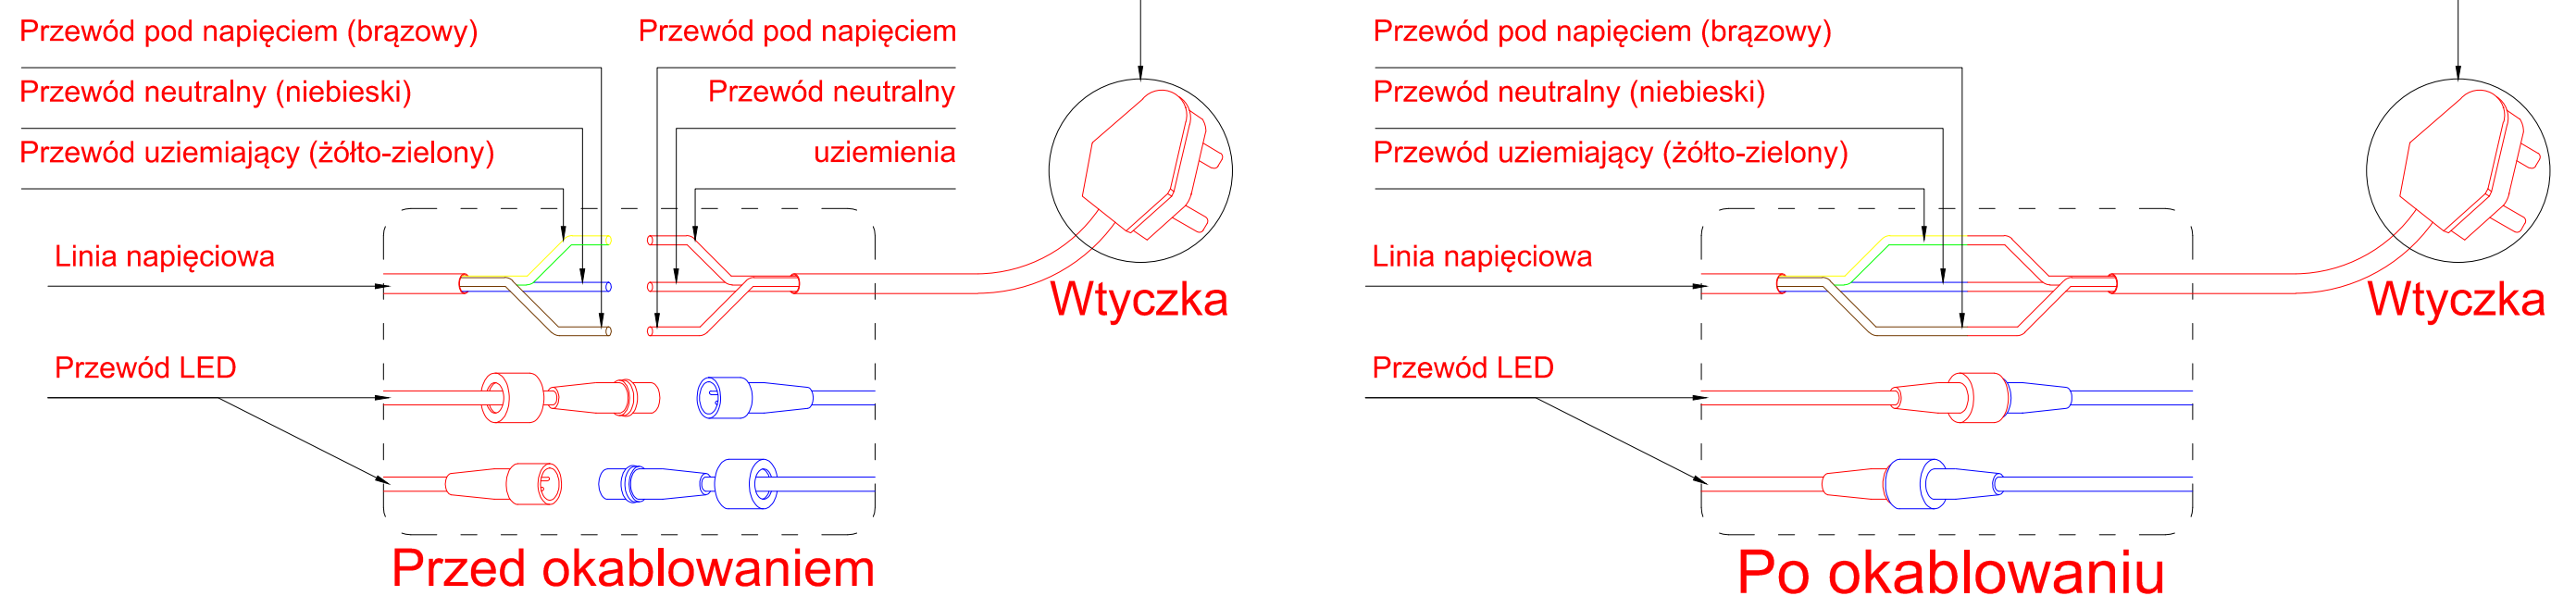 Przewód pod napięciem (brązowy)
Przewód neutralny (niebieski)
Przewód uziemiający (żółto-zielony)
Przewód pod napięciem
Przewód neutralny
uziemienia
Linia napięciowa
Przewód LED
Wtyczka
Przed okablowaniem
Przewód pod napięciem (brązowy)
Przewód neutralny (niebieski)
Przewód uziemiający (żółto-zielony)
Linia napięciowa
Przewód LED
Wtyczka
Po okablowaniu